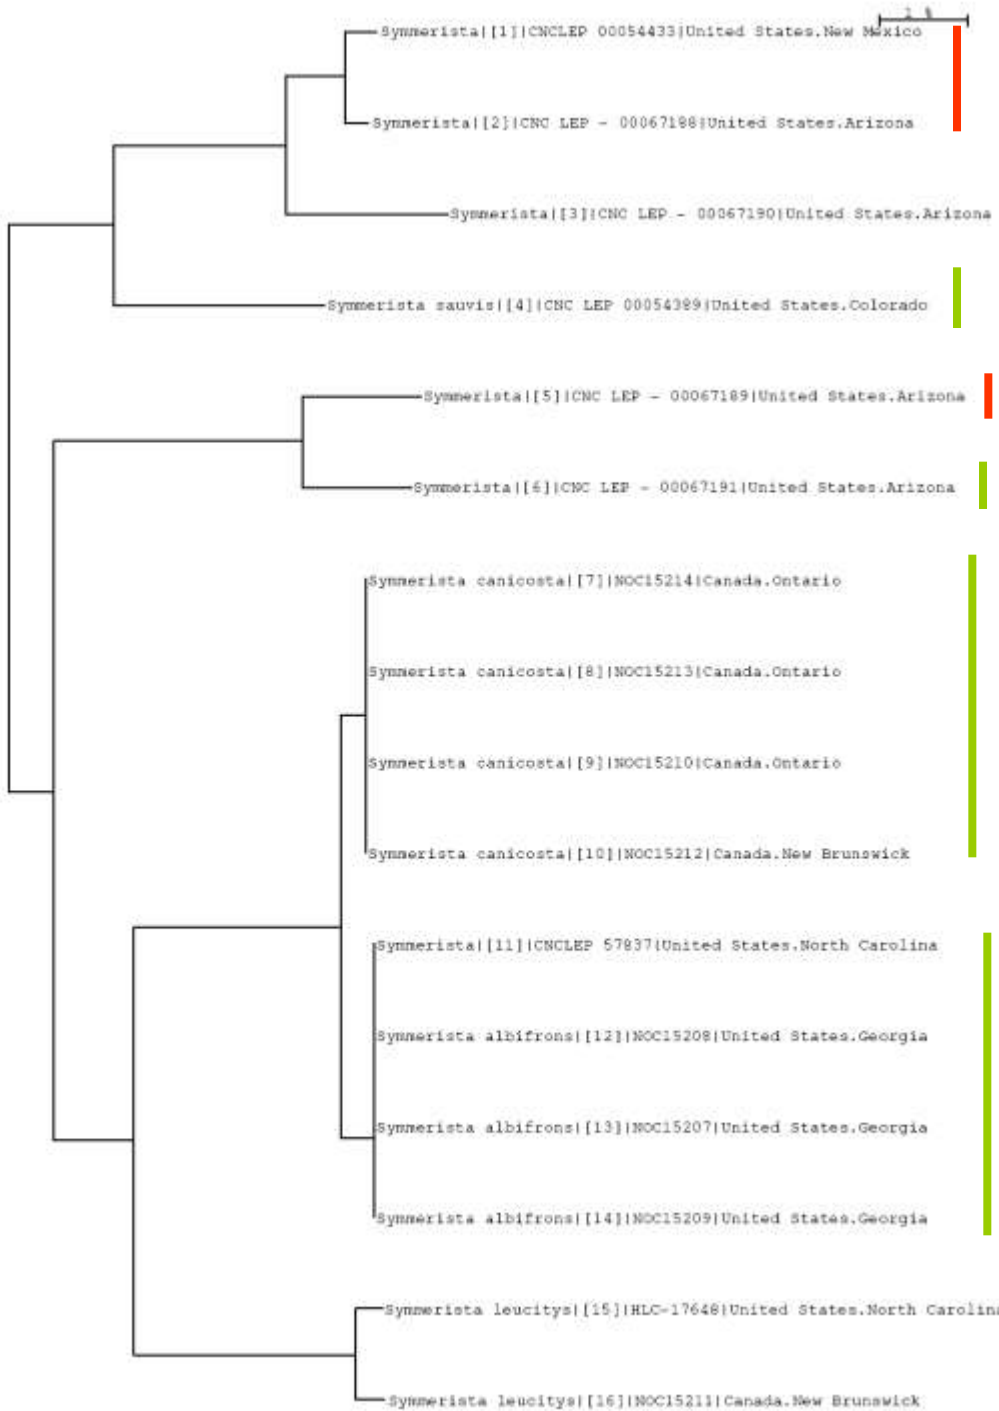 1 %
Symmerista|[1]|CNCLEP 00054433|United States.New Mexico
Symmerista|[2]|CNC LEP - 00067188|United States.Arizona
Symmerista|[3]|CNC LEP - 00067190|United States.Arizona
Symmerista sauvis|[4]|CNC LEP 00054389|United States.Colorado
Symmerista|[5]|CNC LEP - 00067189|United States.Arizona
Symmerista|[6]|CNC LEP - 00067191|United States.Arizona
Symmerista canicosta|[7]|NOC15214|Canada.Ontario
Symmerista canicosta|[8]|NOC15213|Canada.Ontario
Symmerista canicosta|[9]|NOC15210|Canada.Ontario
Symmerista canicosta|[10]|NOC15212|Canada.New Brunswick
Symmerista|[11]|CNCLEP 57837|United States.North Carolina
Symmerista albifrons|[12]|NOC15208|United States.Georgia
Symmerista albifrons|[13]|NOC15207|United States.Georgia
Symmerista albifrons|[14]|NOC15209|United States.Georgia
Symmerista leucitys|[15]|HLC-17648|United States.North Carolina
Symmerista leucitys|[16]|NOC15211|Canada.New Brunswick